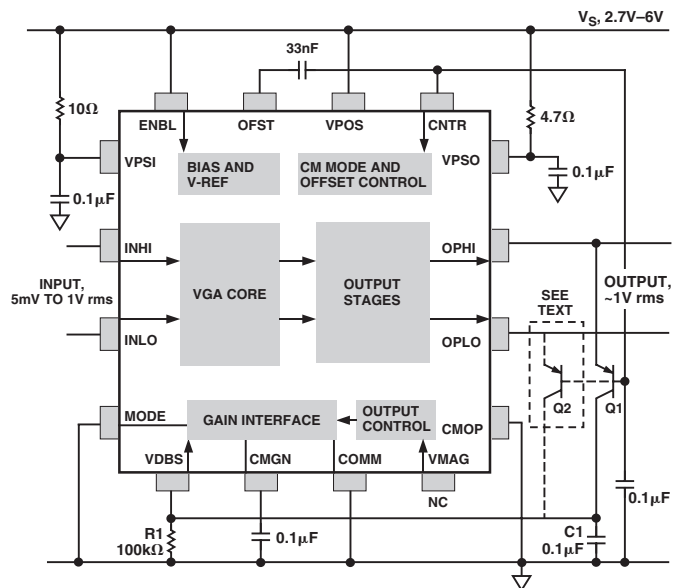 V_S, 2.7V–6V
33nF
10Ω
4.7Ω
ENBL
OFST
VPOS
CNTR
VPSI
VPSO
BIAS AND
V-REF
CM MODE AND
OFFSET CONTROL
0.1µF
0.1µF
INHI
OPHI
INPUT,
5mV TO 1V rms
VGA CORE
OUTPUT
STAGES
OUTPUT,
~1V rms
SEE
TEXT
INLO
OPLO
Q2
Q1
MODE
GAIN INTERFACE
OUTPUT
CONTROL
CMOP
VDBS
CMGN
COMM
VMAG
NC
0.1µF
R1
100kΩ
0.1µF
C1
0.1µF